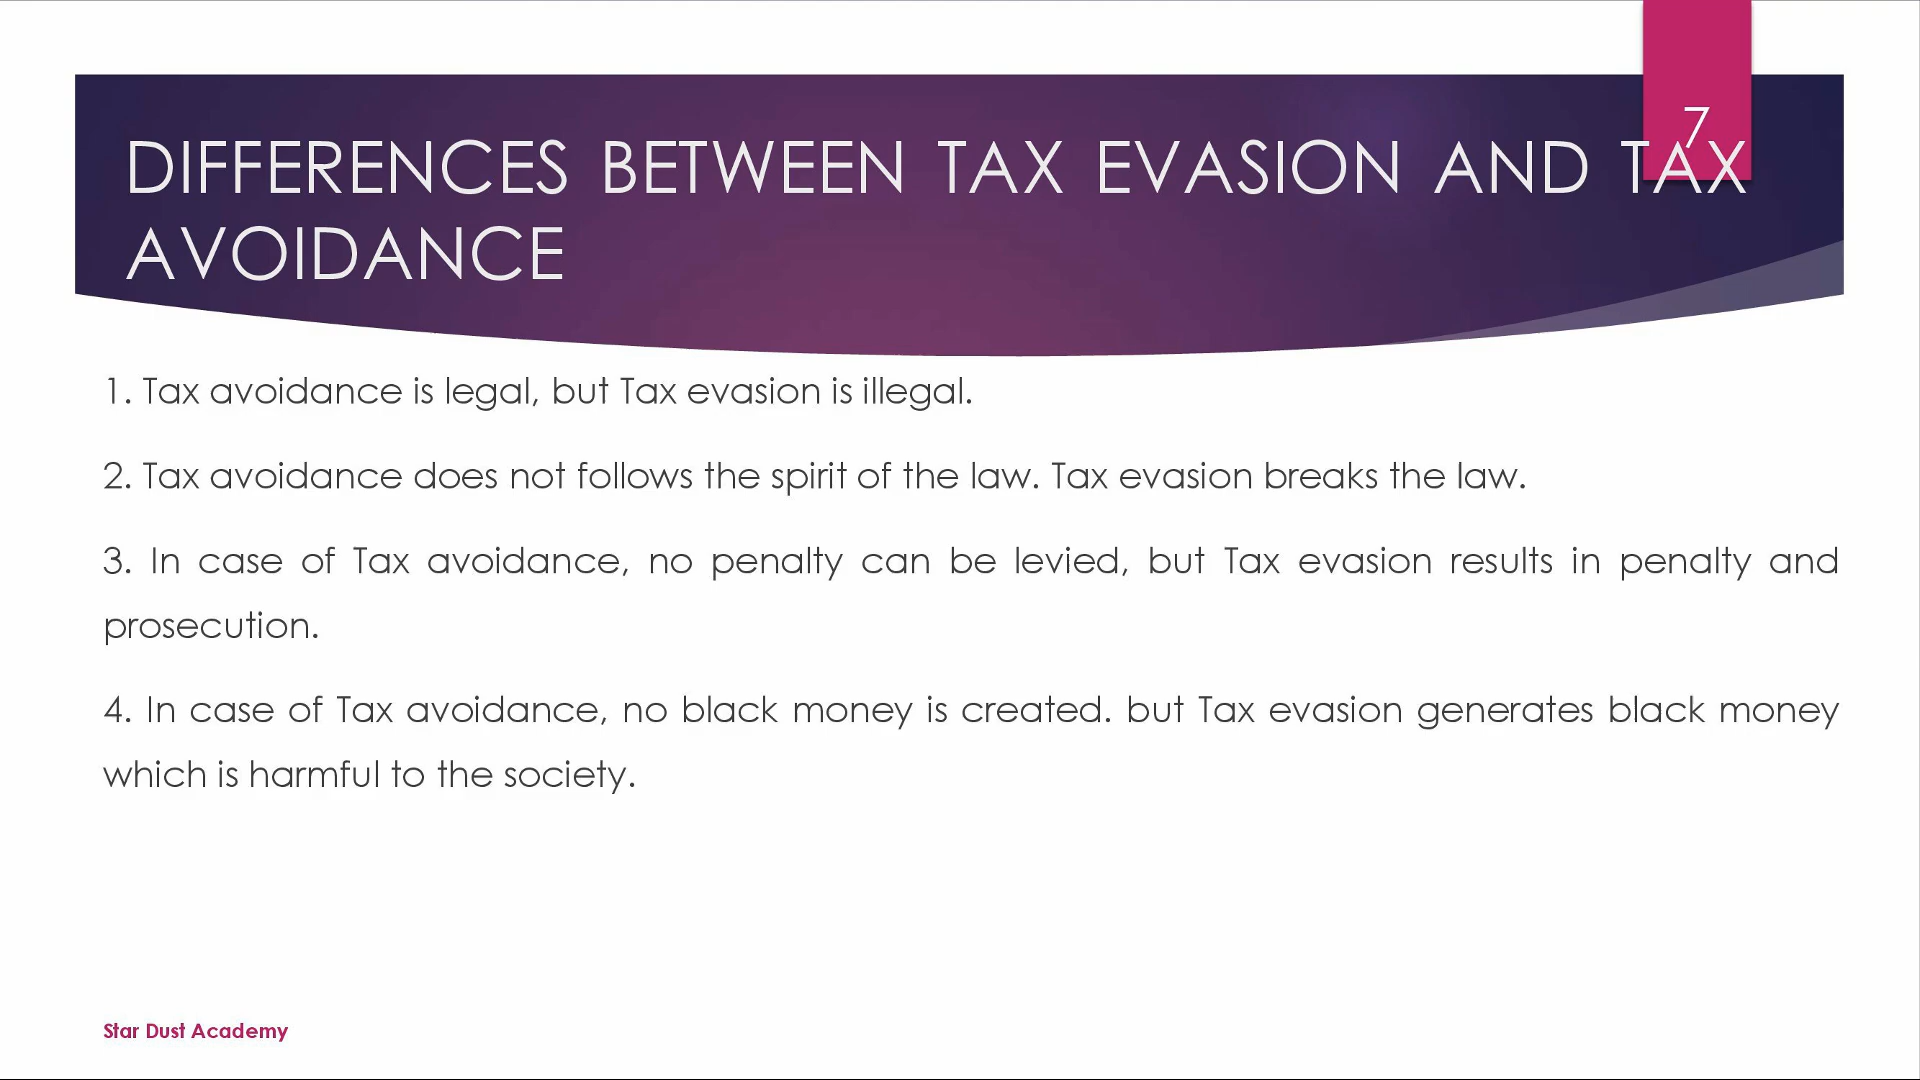 7
DIFFERENCES BETWEEN TAX EVASION AND TAX
AVOIDANCE
1. Tax avoidance is legal, but Tax evasion is illegal.
2. Tax avoidance does not follows the spirit of the law. Tax evasion breaks the law.
3. In case of Tax avoidance, no penalty can be levied, but Tax evasion results in penalty and
prosecution.
4. In case of Tax avoidance, no black money is created. but Tax evasion generates black money
which is harmful to the society.
Star Dust Academy